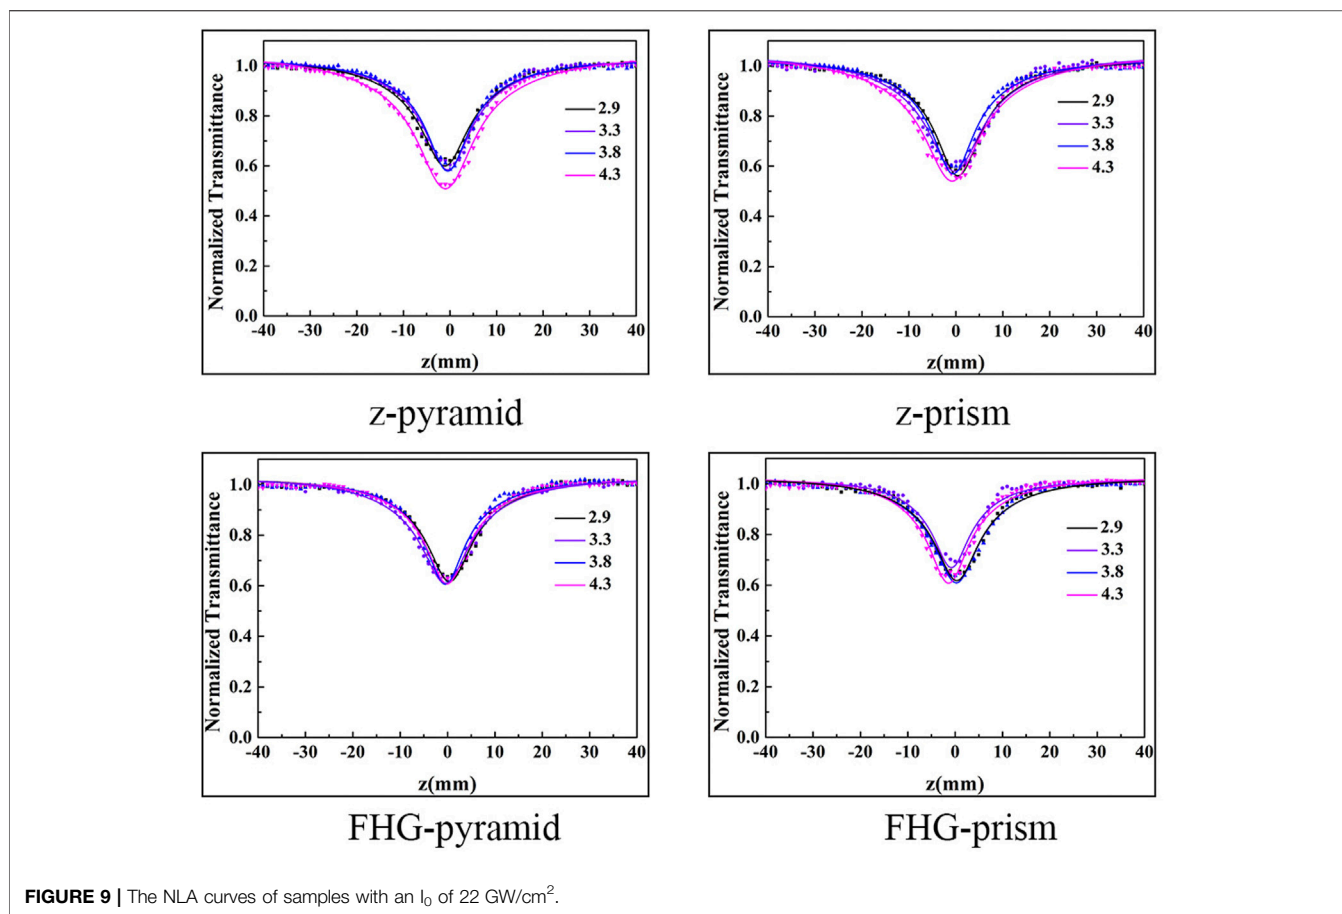 1.0
0.8
0.6
0.4
0.2
0.0
Normalized Transmittance
2.9
3.3
3.8
4.3
-40 -30 -20 -10 0 10 20 30 40
z(mm)
z-pyramid
1.0
0.8
0.6
0.4
0.2
0.0
Normalized Transmittance
2.9
3.3
3.8
4.3
-40 -30 -20 -10 0 10 20 30 40
z(mm)
z-prism
1.0
0.8
0.6
0.4
0.2
0.0
Normalized Transmittance
2.9
3.3
3.8
4.3
-40 -30 -20 -10 0 10 20 30 40
z(mm)
FHG-pyramid
1.0
0.8
0.6
0.4
0.2
0.0
Normalized Transmittance
2.9
3.3
3.8
4.3
-40 -30 -20 -10 0 10 20 30 40
z(mm)
FHG-prism
FIGURE 9 | The NLA curves of samples with an I₀ of 22 GW/cm².